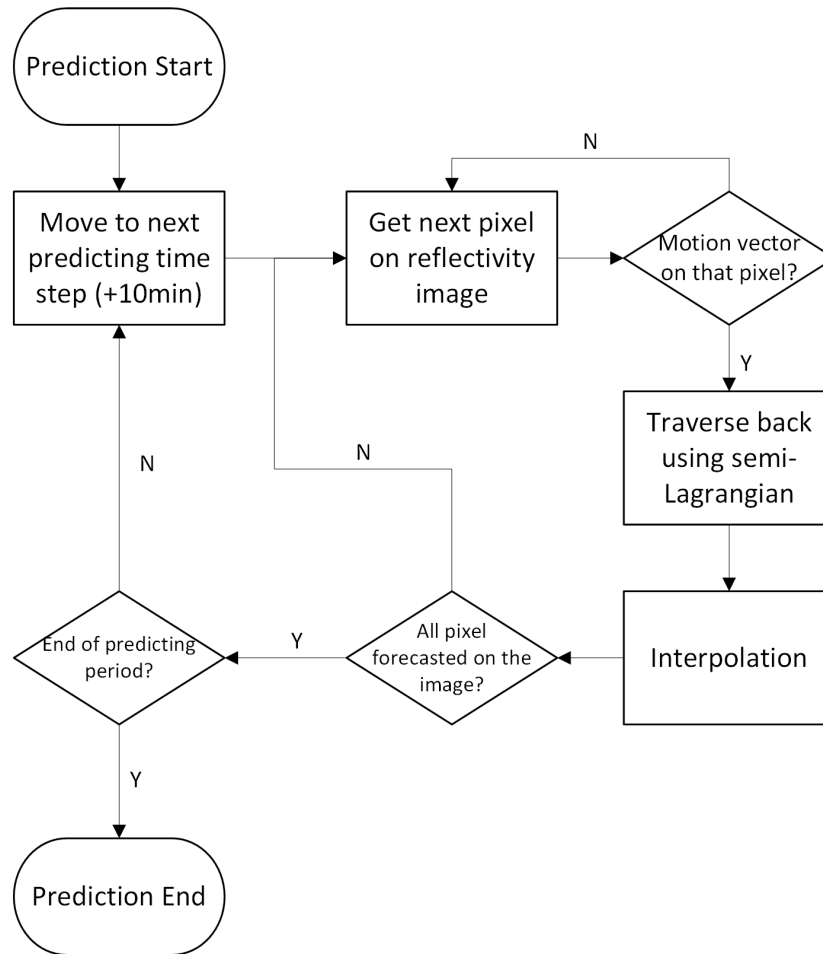 Prediction Start
N
Move to next
predicting time
step (+10min)
Get next pixel
on reflectivity
image
Motion vector
on that pixel?
Y
Traverse back
using semi-
Lagrangian
N
N
Interpolation
All pixel
forecasted on the
image?
Y
End of predicting
period?
Y
Prediction End